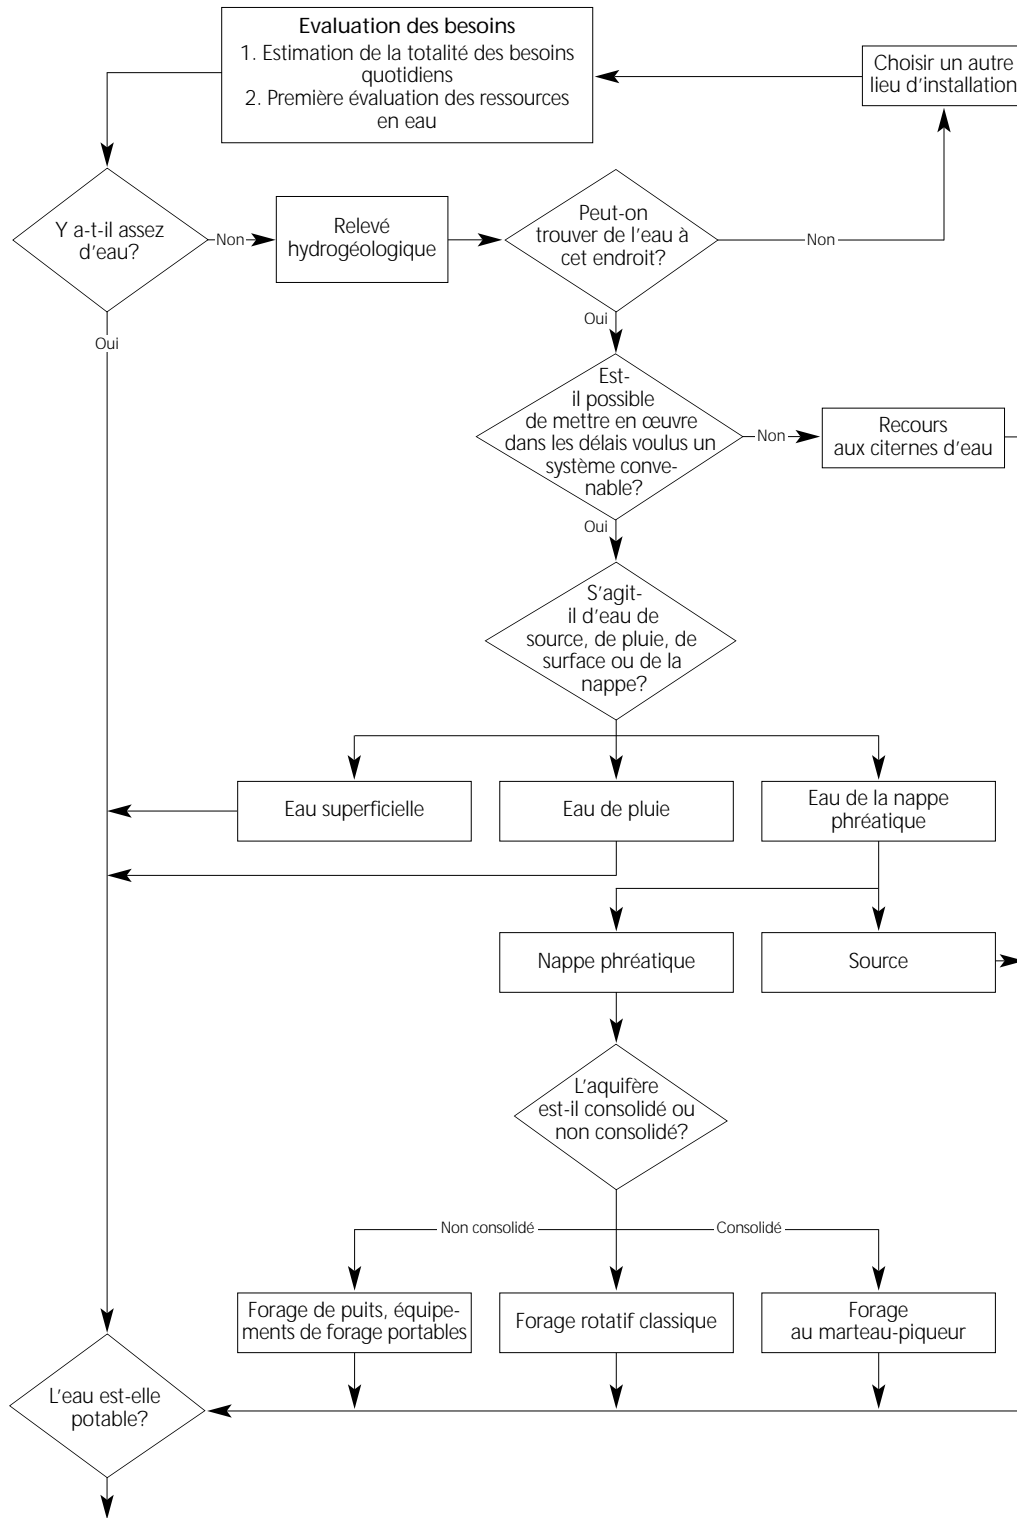 Evaluation des besoins
1. Estimation de la totalité des besoins
quotidiens
2. Première évaluation des ressources
en eau
Choisir un autre
lieu d'installation
Y a-t-il assez
d'eau?
Non
Relevé
hydrogéologique
Peut-on
trouver de l'eau à
cet endroit?
Non
Oui
Oui
Est-
il possible
de mettre en œuvre
dans les délais voulus un
système conve-
nable?
Non
Recours
aux citernes d'eau
Oui
S'agit-
il d'eau de
source, de pluie, de
surface ou de la
nappe?
Eau superficielle
Eau de pluie
Eau de la nappe
phréatique
Nappe phréatique
Source
L'aquifère
est-il consolidé ou
non consolidé?
Non consolidé
Consolidé
Forage de puits, équipe-
ments de forage portables
Forage rotatif classique
Forage
au marteau-piqueur
L'eau est-elle
potable?